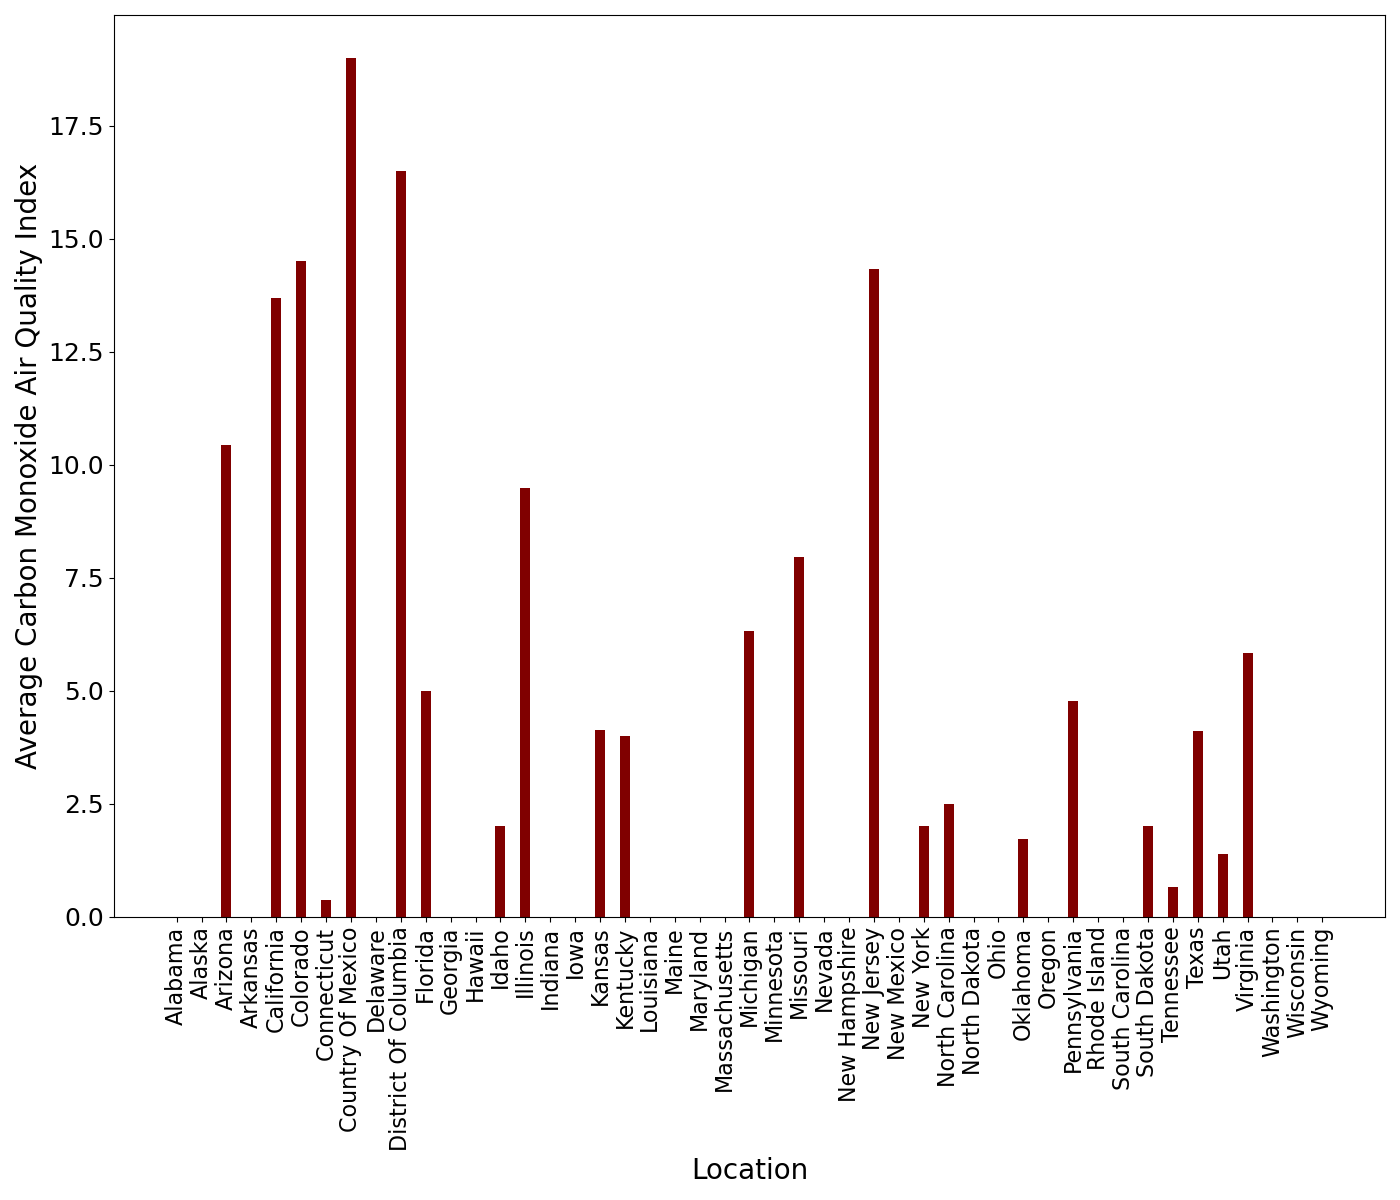 Average Carbon Monoxide Air Quality Index
17.5
15.0
12.5
10.0
7.5
5.0
2.5
0.0
Alabama
Alaska
Arizona
Arkansas
California
Colorado
Connecticut
Country Of Mexico
Delaware
District Of Columbia
Florida
Georgia
Hawaii
Idaho
Illinois
Indiana
Iowa
Kansas
Kentucky
Louisiana
Maine
Maryland
Massachusetts
Michigan
Minnesota
Missouri
Nevada
New Hampshire
New Jersey
New Mexico
New York
North Carolina
North Dakota
Ohio
Oklahoma
Oregon
Pennsylvania
Rhode Island
South Carolina
South Dakota
Tennessee
Texas
Utah
Virginia
Washington
Wisconsin
Wyoming
Location